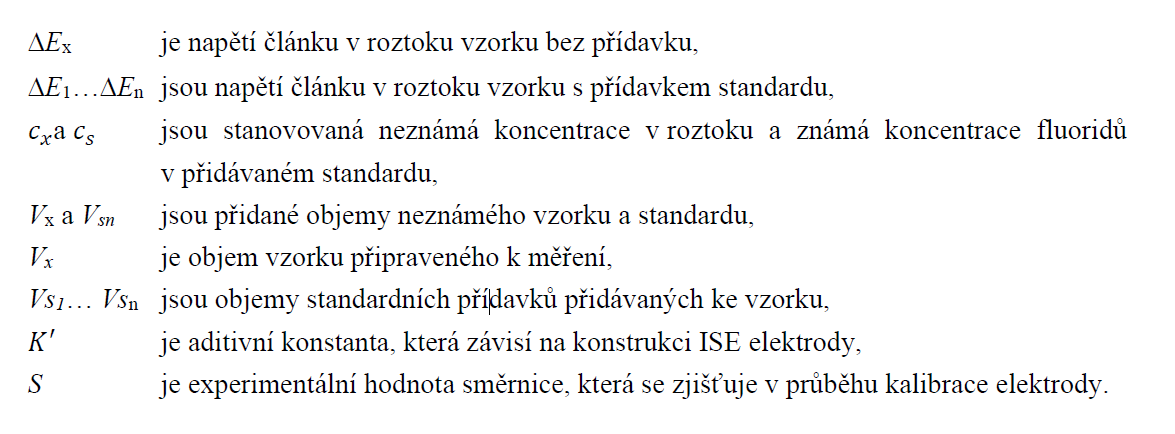 ΔEx je napětí článku v roztoku vzorku bez přídavku,
ΔE1…ΔEn jsou napětí článku v roztoku vzorku s přídavkem standardu,
cx a cs jsou stanovovaná neznámá koncentrace v roztoku a známá koncentrace fluoridů
v přidávaném standardu,
Vx a Vsn jsou přidané objemy neznámého vzorku a standardu,
Vx je objem vzorku připraveného k měření,
Vs1… Vsn jsou objemy standardních přídavků přidávaných ke vzorku,
K′ je aditivní konstanta, která závisí na konstrukci ISE elektrody,
S je experimentální hodnota směrnice, která se zjišťuje v průběhu kalibrace elektrody.